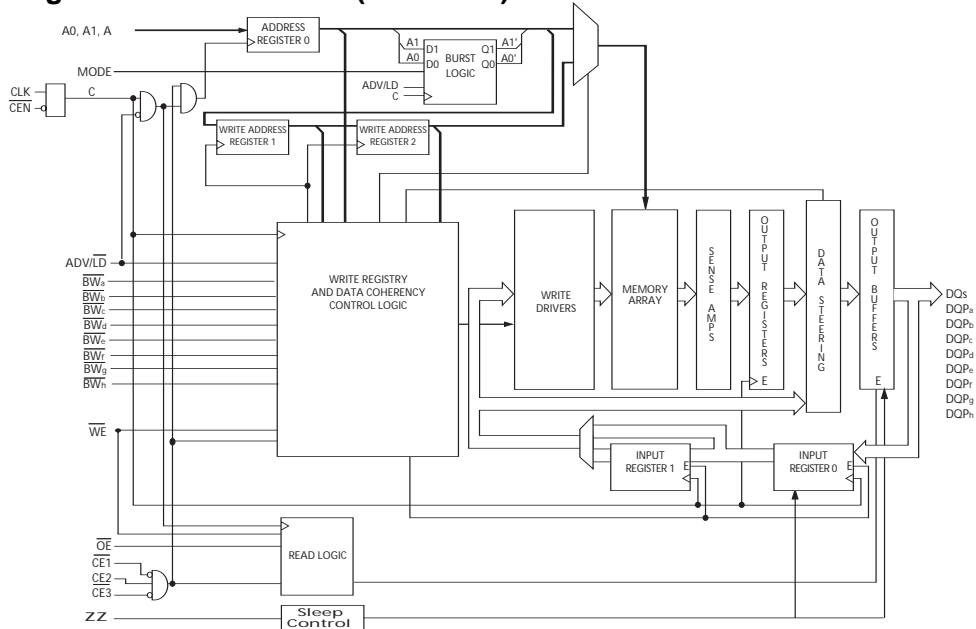 A0, A1, A
ADDRESS
REGISTER 0
A1
A0
D1
D0
BURST
LOGIC
Q1
Q0
A1'
A0'
MODE
ADV/LD
C
CLK
CEN
C
WRITE ADDRESS
REGISTER 1
WRITE ADDRESS
REGISTER 2
ADV/LD
BWa
BWb
BWc
BWd
BWe
BWf
BWg
BWh
WE
WRITE REGISTRY
AND DATA COHERENCY
CONTROL LOGIC
WRITE
DRIVERS
MEMORY
ARRAY
SENSE AMPS
OUTPUT REGISTERS
E
DATA STEERING
OUTPUT BUFFERS
E
DQs
DQPa
DQPb
DQPc
DQPd
DQPe
DQPf
DQPg
DQPh
INPUT
REGISTER 1
E
INPUT
REGISTER 0
E
OE
CE1
CE2
CE3
READ LOGIC
ZZ
Sleep
Control